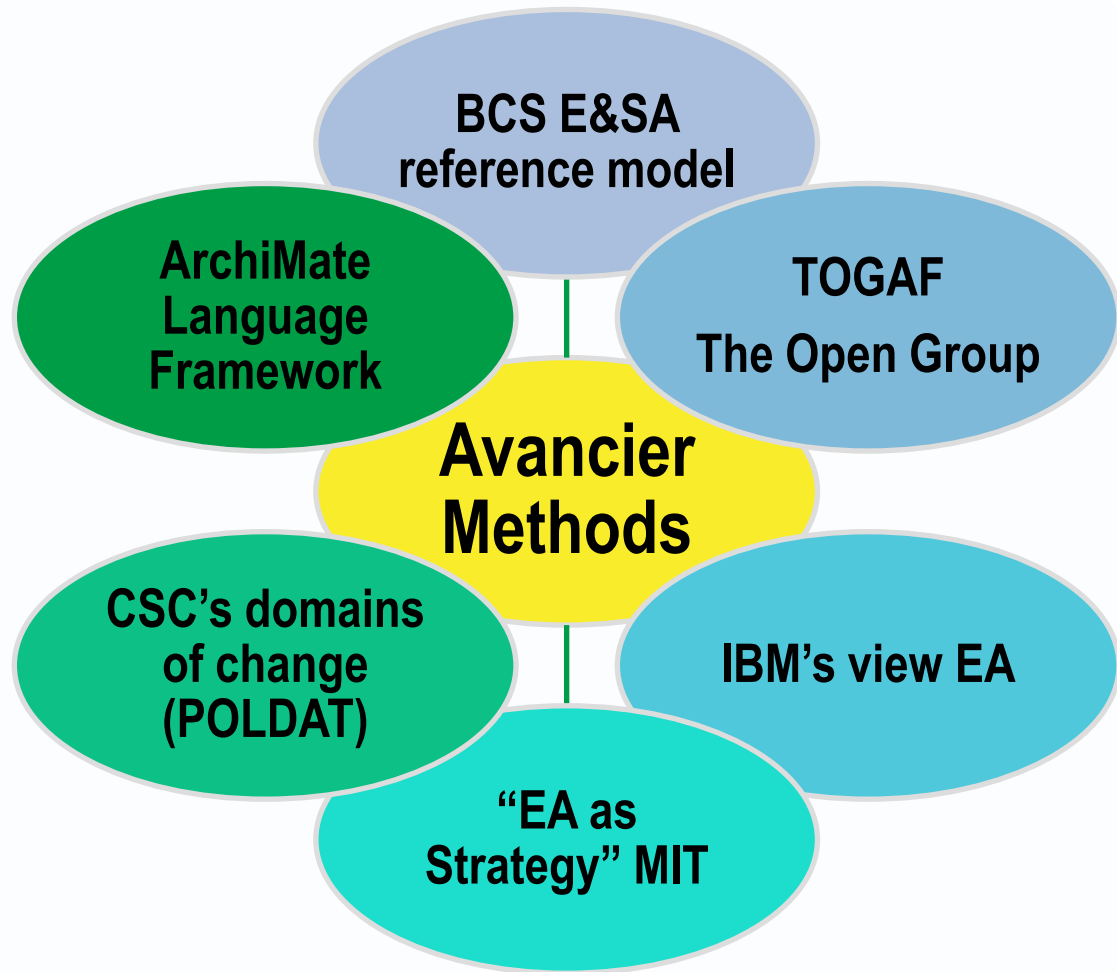 BCS E&SA
reference model
ArchiMate
Language
Framework
TOGAF
The Open Group
Avancier
Methods
CSC’s domains
of change
(POLDAT)
IBM’s view EA
“EA as
Strategy” MIT